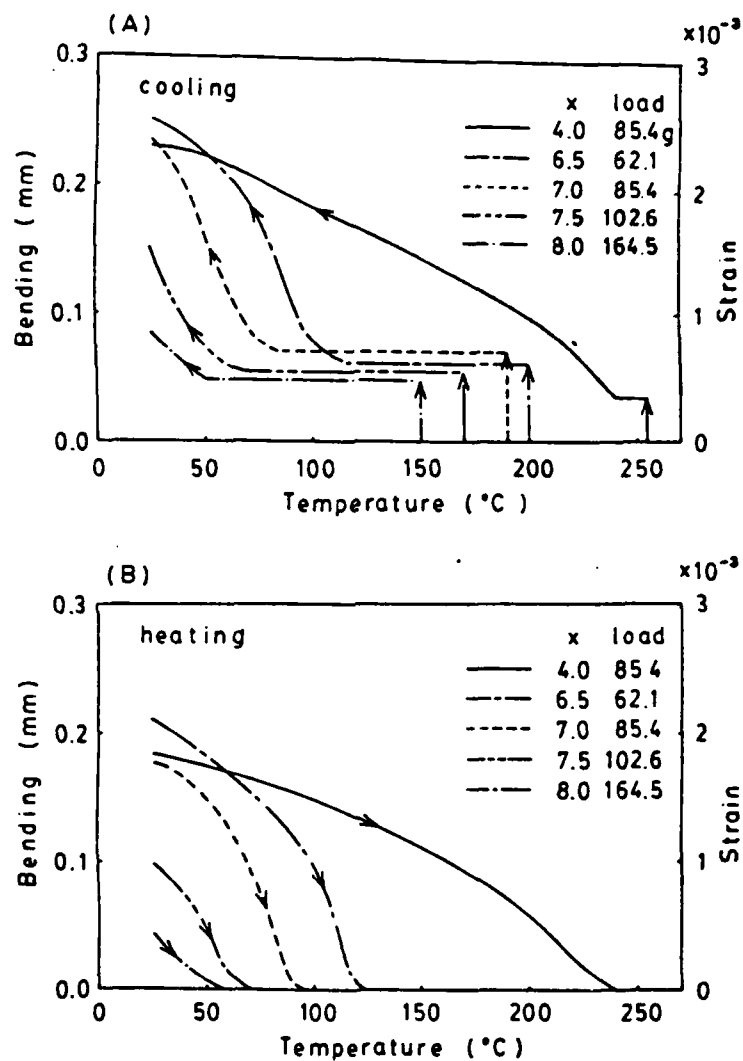 (A)
×10⁻³
0.3
3
cooling
x load
4.0 85.4g
6.5 62.1
7.0 85.4
7.5 102.6
8.0 164.5
0.2
2
0.1
1
0.0
0
Bending (mm)
Strain
0 50 100 150 200 250
Temperature (°C)
(B)
×10⁻³
0.3
3
heating
x load
4.0 85.4
6.5 62.1
7.0 85.4
7.5 102.6
8.0 164.5
0.2
2
0.1
1
0.0
0
Bending (mm)
Strain
0 50 100 150 200 250
Temperature (°C)